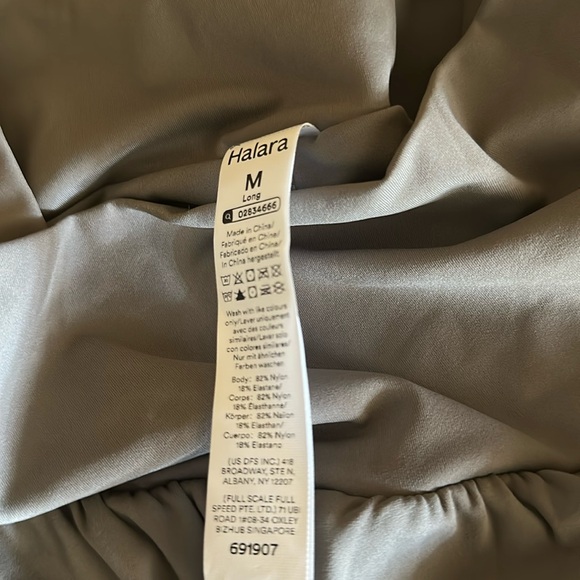 Halara
M
Long
02834666
Made in China/
Fabriqué en Chine/
Fabricado en China/
In China hergestellt.
Wash with like colours
only/Laver uniquement
avec des couleurs
similaires/Lavar solo
con colores similares/
Nur mit ähnlichen
Farben waschen
Body: 82% Nylon
18% Elastane/
Corps: 82% Nylon
18% Élasthanne/
Körper: 82% Nailon
18% Elasthan/
Cuerpo: 82% Nylon
18% Elastano
(US DFS INC.) 418
BROADWAY, STE N,
ALBANY, NY 12207
(FULL SCALE FULL
SPEED PTE. LTD.) 71 UBI
ROAD 1#08-34 OXLEY
BIZHUB SINGAPORE
691907